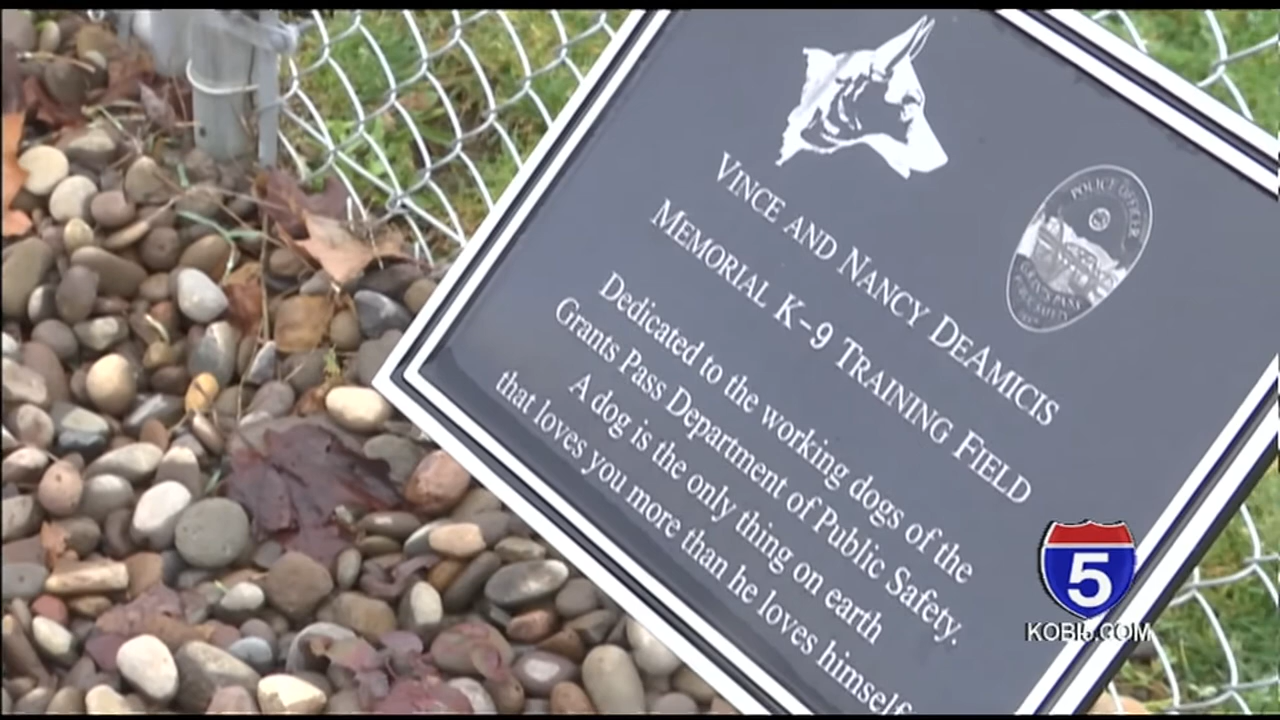 VINCE AND NANCY DEAMICIS
MEMORIAL K-9 TRAINING FIELD
Dedicated to the working dogs of the
Grants Pass Department of Public Safety.
A dog is the only thing on earth
that loves you more than he loves himself
POLICE OFFICER
5
KOBI5.COM